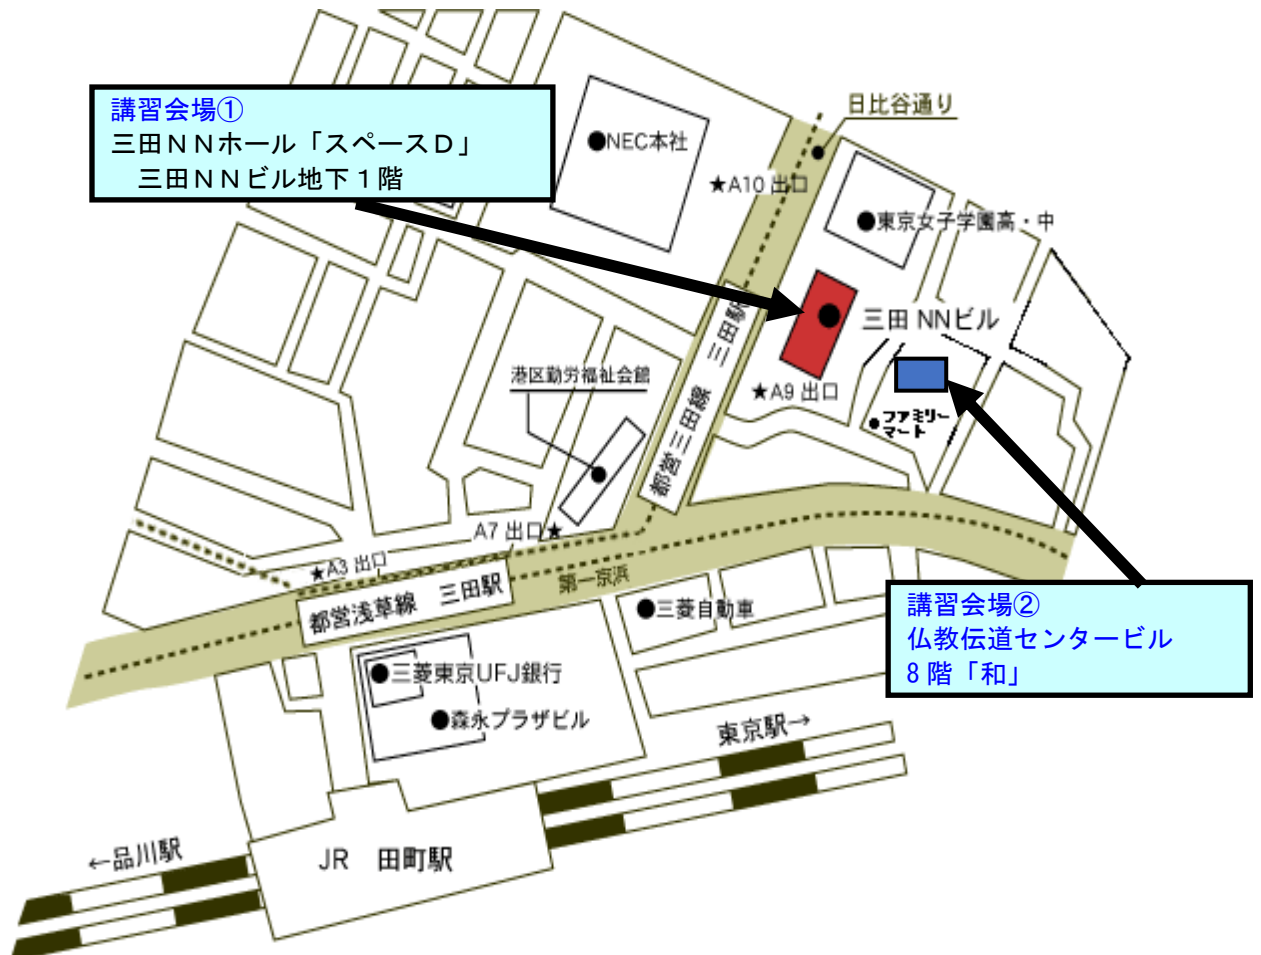 日比谷通り
講習会場①
三田ＮＮホール「スペースＤ」
三田ＮＮビル地下１階
●NEC本社
★A10 出口
●東京女子学園高・中
三田 NNビル
港区勤労福祉会館
都営三田線　三田駅
★A9 出口
●ファミリー
マート
A7 出口★
★A3 出口
第一京浜
都営浅草線　三田駅
●三菱自動車
講習会場②
仏教伝道センタービル
８階「和」
●三菱東京UFJ銀行
●森永プラザビル
東京駅→
←品川駅
JR　田町駅